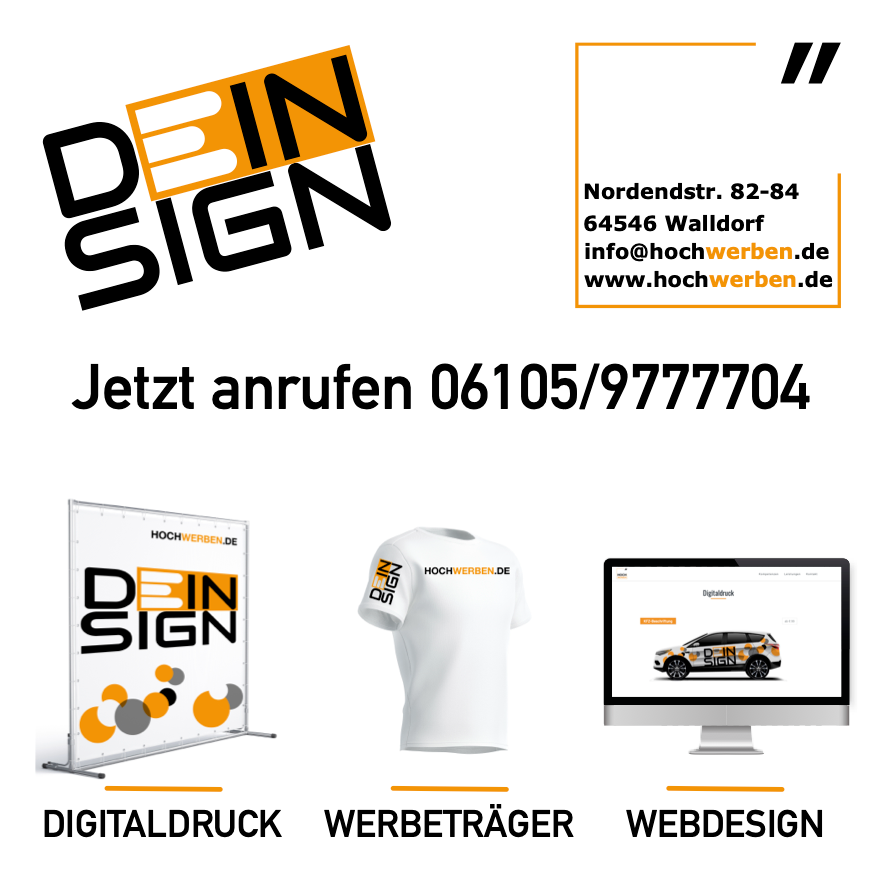 DEIN
SIGN
Nordendstr. 82-84
64546 Walldorf
info@hochwerben.de
www.hochwerben.de
Jetzt anrufen 06105/9777704
HOCHWERBEN.DE
DEIN
SIGN
HOCHWERBEN.DE
DEIN
SIGN
Digitaldruck
DEIN
SIGN
DIGITALDRUCK
WERBETRÄGER
WEBDESIGN